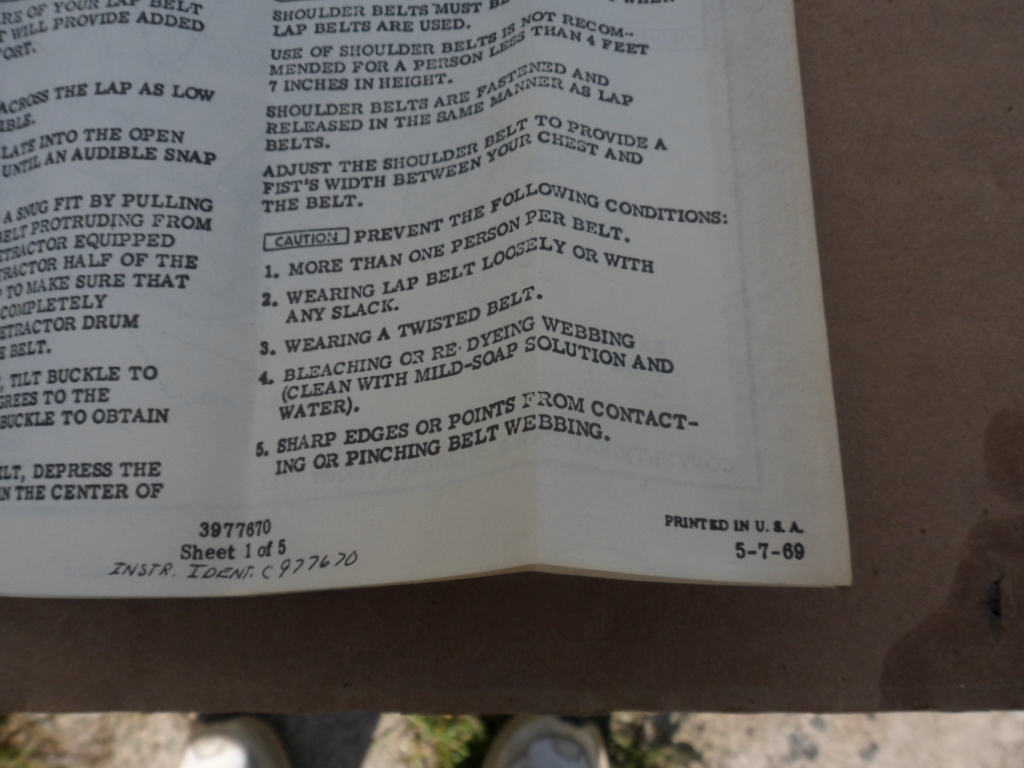 RE OF YOUR LAP BELT
T WILL PROVIDE ADDED
ORT.
ACROSS THE LAP AS LOW
IBLE.
LATE INTO THE OPEN
UNTIL AN AUDIBLE SNAP
A SNUG FIT BY PULLING
BELT PROTRUDING FROM
ETRACTOR EQUIPPED
TRACTOR HALF OF THE
TO MAKE SURE THAT
COMPLETELY
ETRACTOR DRUM
E BELT.
, TILT BUCKLE TO
GREES TO THE
BUCKLE TO OBTAIN
ILT, DEPRESS THE
IN THE CENTER OF
SHOULDER BELTS MUST BE WHEN
LAP BELTS ARE USED.
USE OF SHOULDER BELTS IS NOT RECOM-
MENDED FOR A PERSON LESS THAN 4 FEET
7 INCHES IN HEIGHT.
SHOULDER BELTS ARE FASTENED AND
RELEASED IN THE SAME MANNER AS LAP
BELTS.
ADJUST THE SHOULDER BELT TO PROVIDE A
FIST'S WIDTH BETWEEN YOUR CHEST AND
THE BELT.
CAUTION PREVENT THE FOLLOWING CONDITIONS:
1. MORE THAN ONE PERSON PER BELT.
2. WEARING LAP BELT LOOSELY OR WITH
ANY SLACK.
3. WEARING A TWISTED BELT.
4. BLEACHING OR RE-DYEING WEBBING
(CLEAN WITH MILD-SOAP SOLUTION AND
WATER).
5. SHARP EDGES OR POINTS FROM CONTACT-
ING OR PINCHING BELT WEBBING.
3977670
Sheet 1 of 5
INSTR. IDENT. C 977670
PRINTED IN U. S. A.
5-7-69